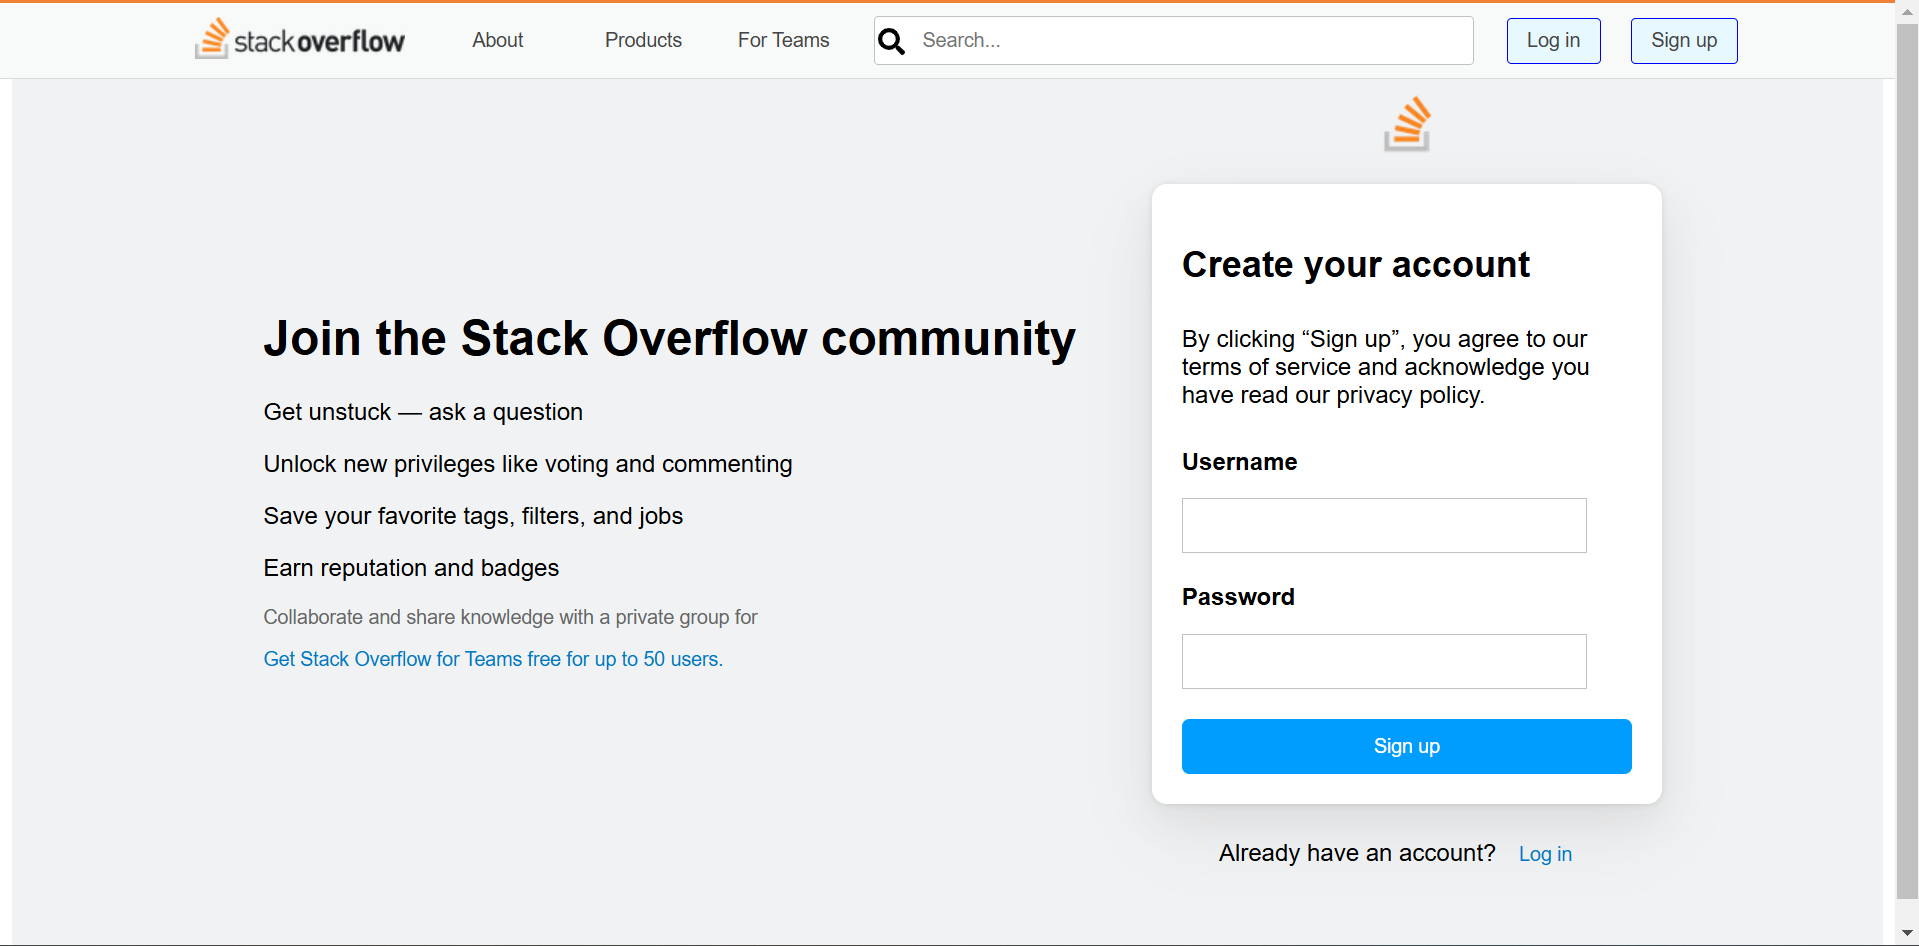 stackoverflow
About
Products
For Teams
Search...
Log in
Sign up
Join the Stack Overflow community
Get unstuck — ask a question
Unlock new privileges like voting and commenting
Save your favorite tags, filters, and jobs
Earn reputation and badges
Collaborate and share knowledge with a private group for
Get Stack Overflow for Teams free for up to 50 users.
Create your account
By clicking “Sign up”, you agree to our
terms of service and acknowledge you
have read our privacy policy.
Username
Password
Sign up
Already have an account? Log in